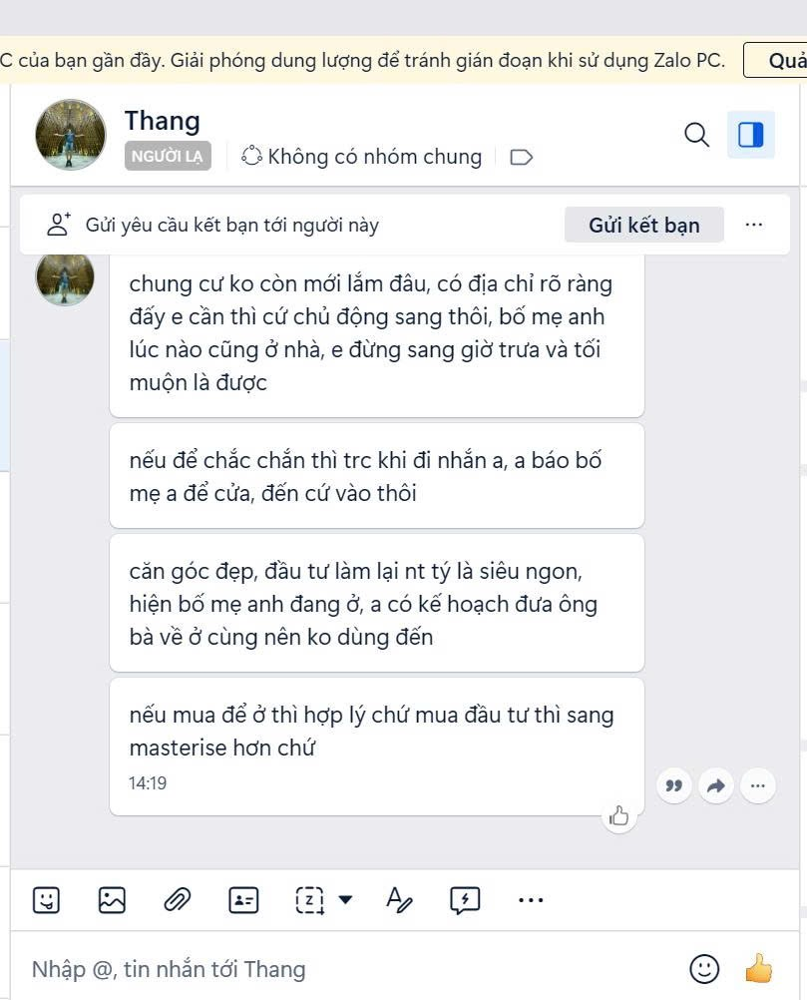 C của bạn gần đầy. Giải phóng dung lượng để tránh gián đoạn khi sử dụng Zalo PC.
Quả
Thang
NGƯỜI LẠ
Không có nhóm chung
Gửi yêu cầu kết bạn tới người này
Gửi kết bạn
chung cư ko còn mới lắm đâu, có địa chỉ rõ ràng
đấy e cần thì cứ chủ động sang thôi, bố mẹ anh
lúc nào cũng ở nhà, e đừng sang giờ trưa và tối
muộn là được
nếu để chắc chắn thì trc khi đi nhắn a, a báo bố
mẹ a để cửa, đến cứ vào thôi
căn góc đẹp, đầu tư làm lại nt tý là siêu ngon,
hiện bố mẹ anh đang ở, a có kế hoạch đưa ông
bà về ở cùng nên ko dùng đến
nếu mua để ở thì hợp lý chứ mua đầu tư thì sang
masterise hơn chứ
14:19
Nhập @, tin nhắn tới Thang